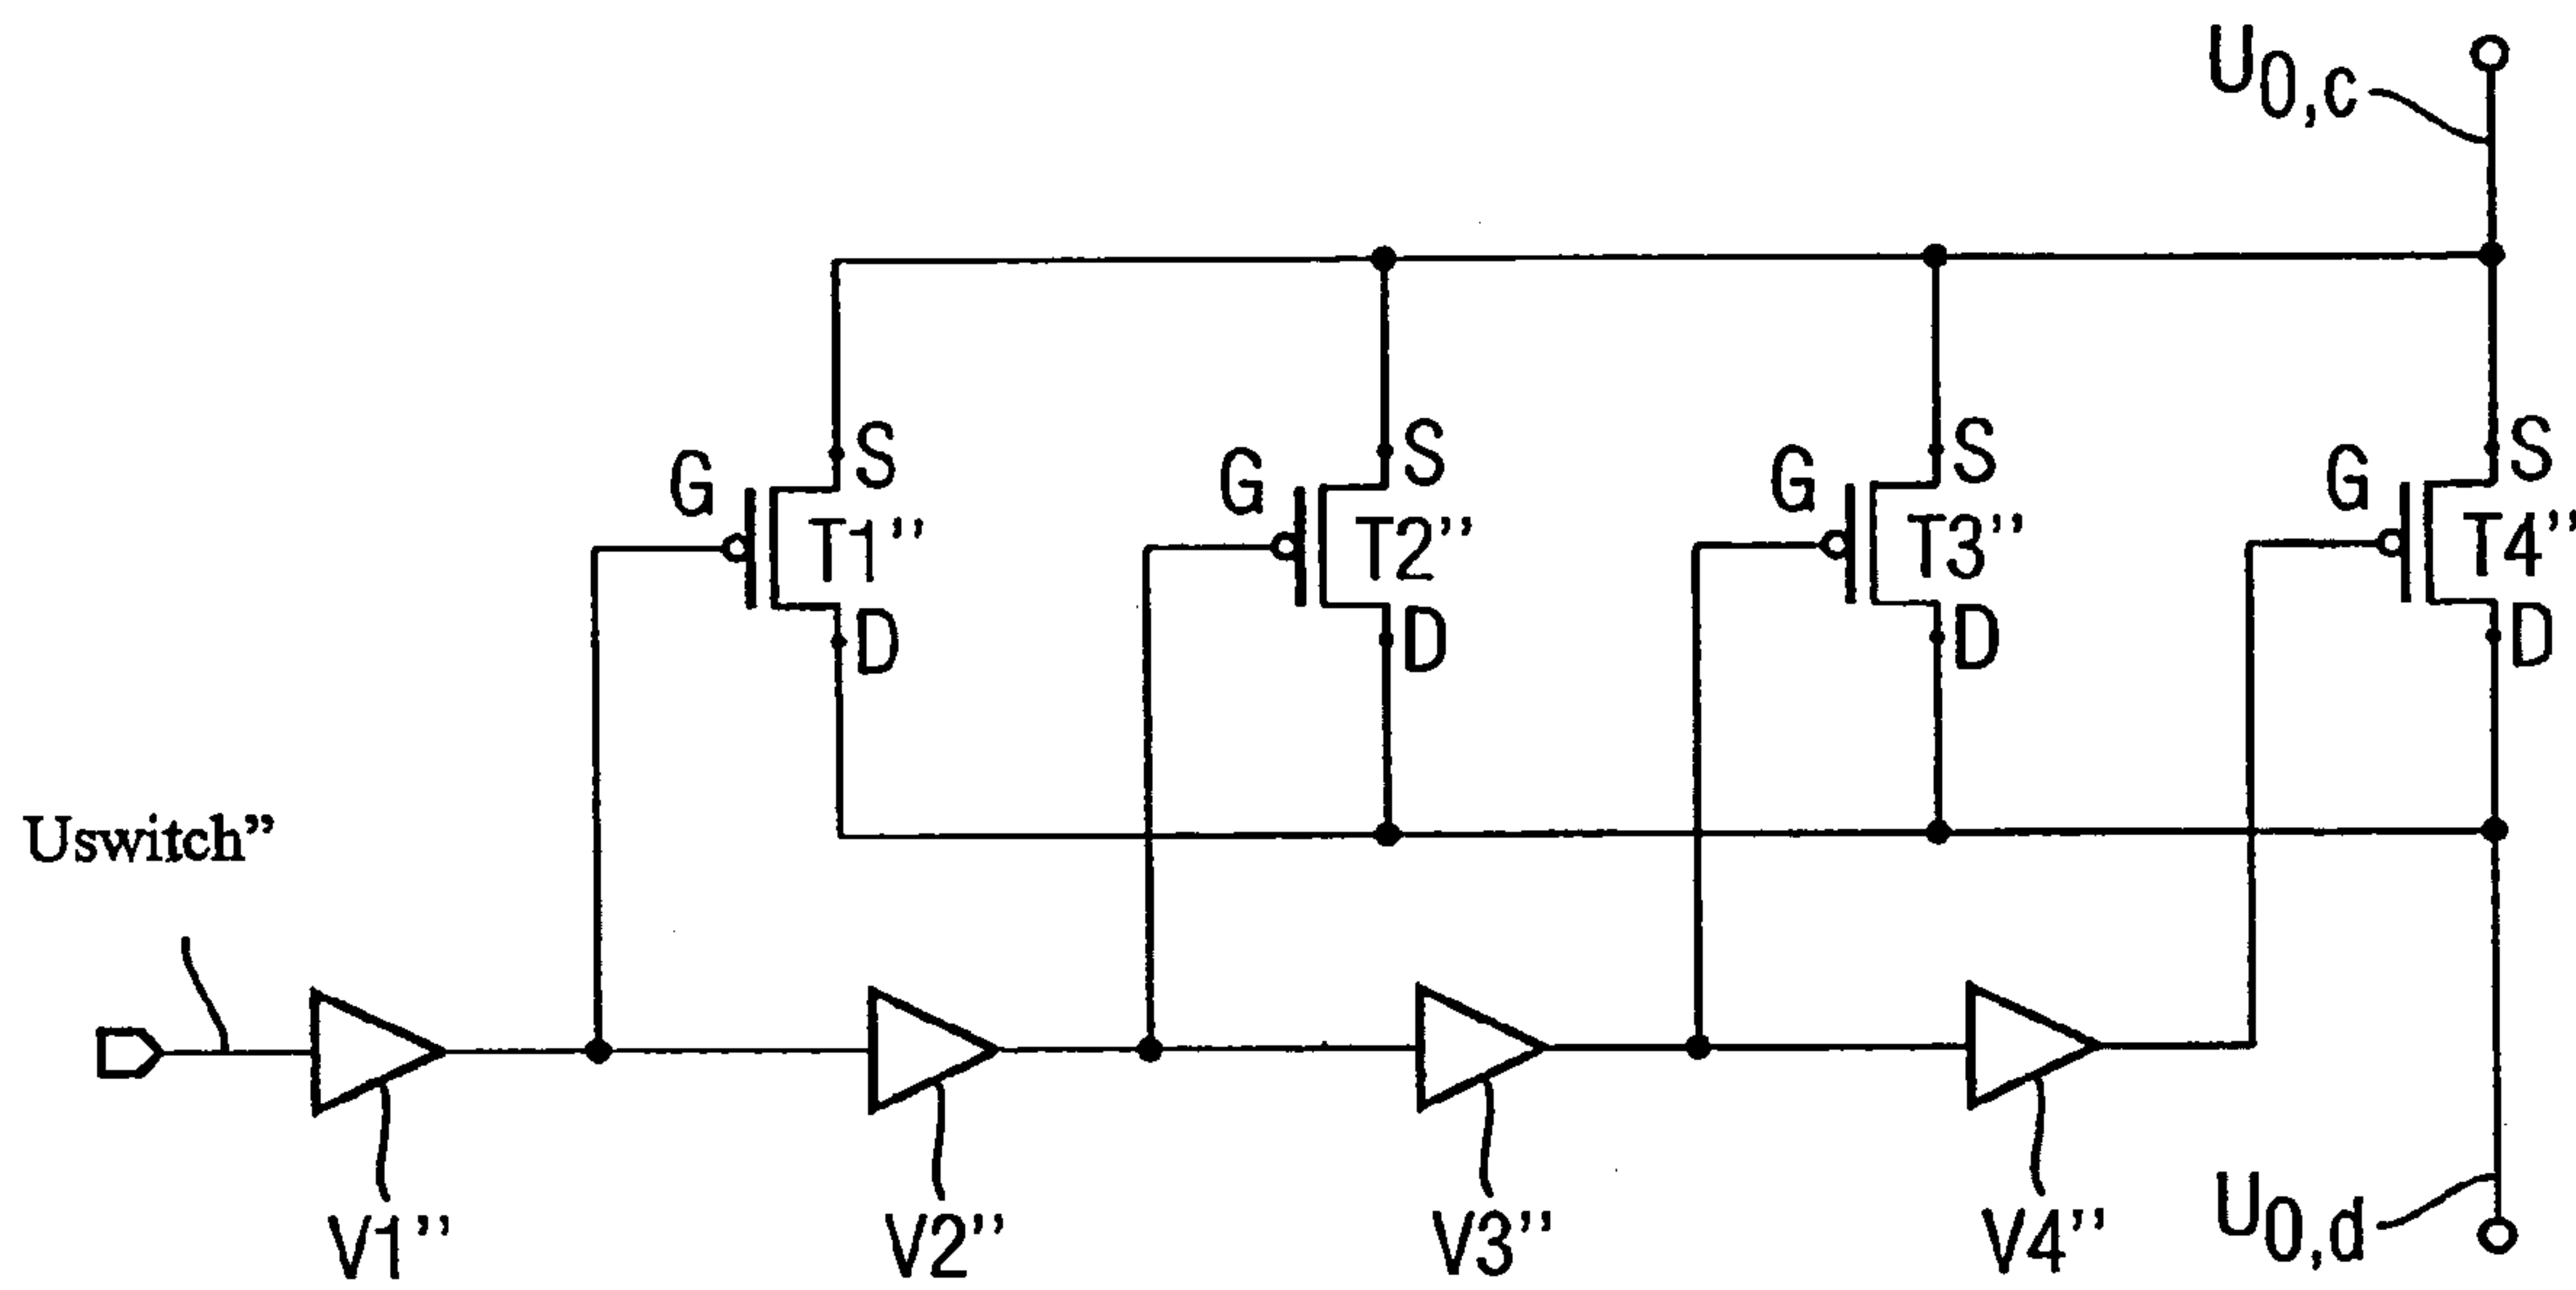 U0,c
S S S S
G G G G
T1'' T2'' T3'' T4''
D D D D
Uswitch”
V1'' V2'' V3'' V4''
U0,d